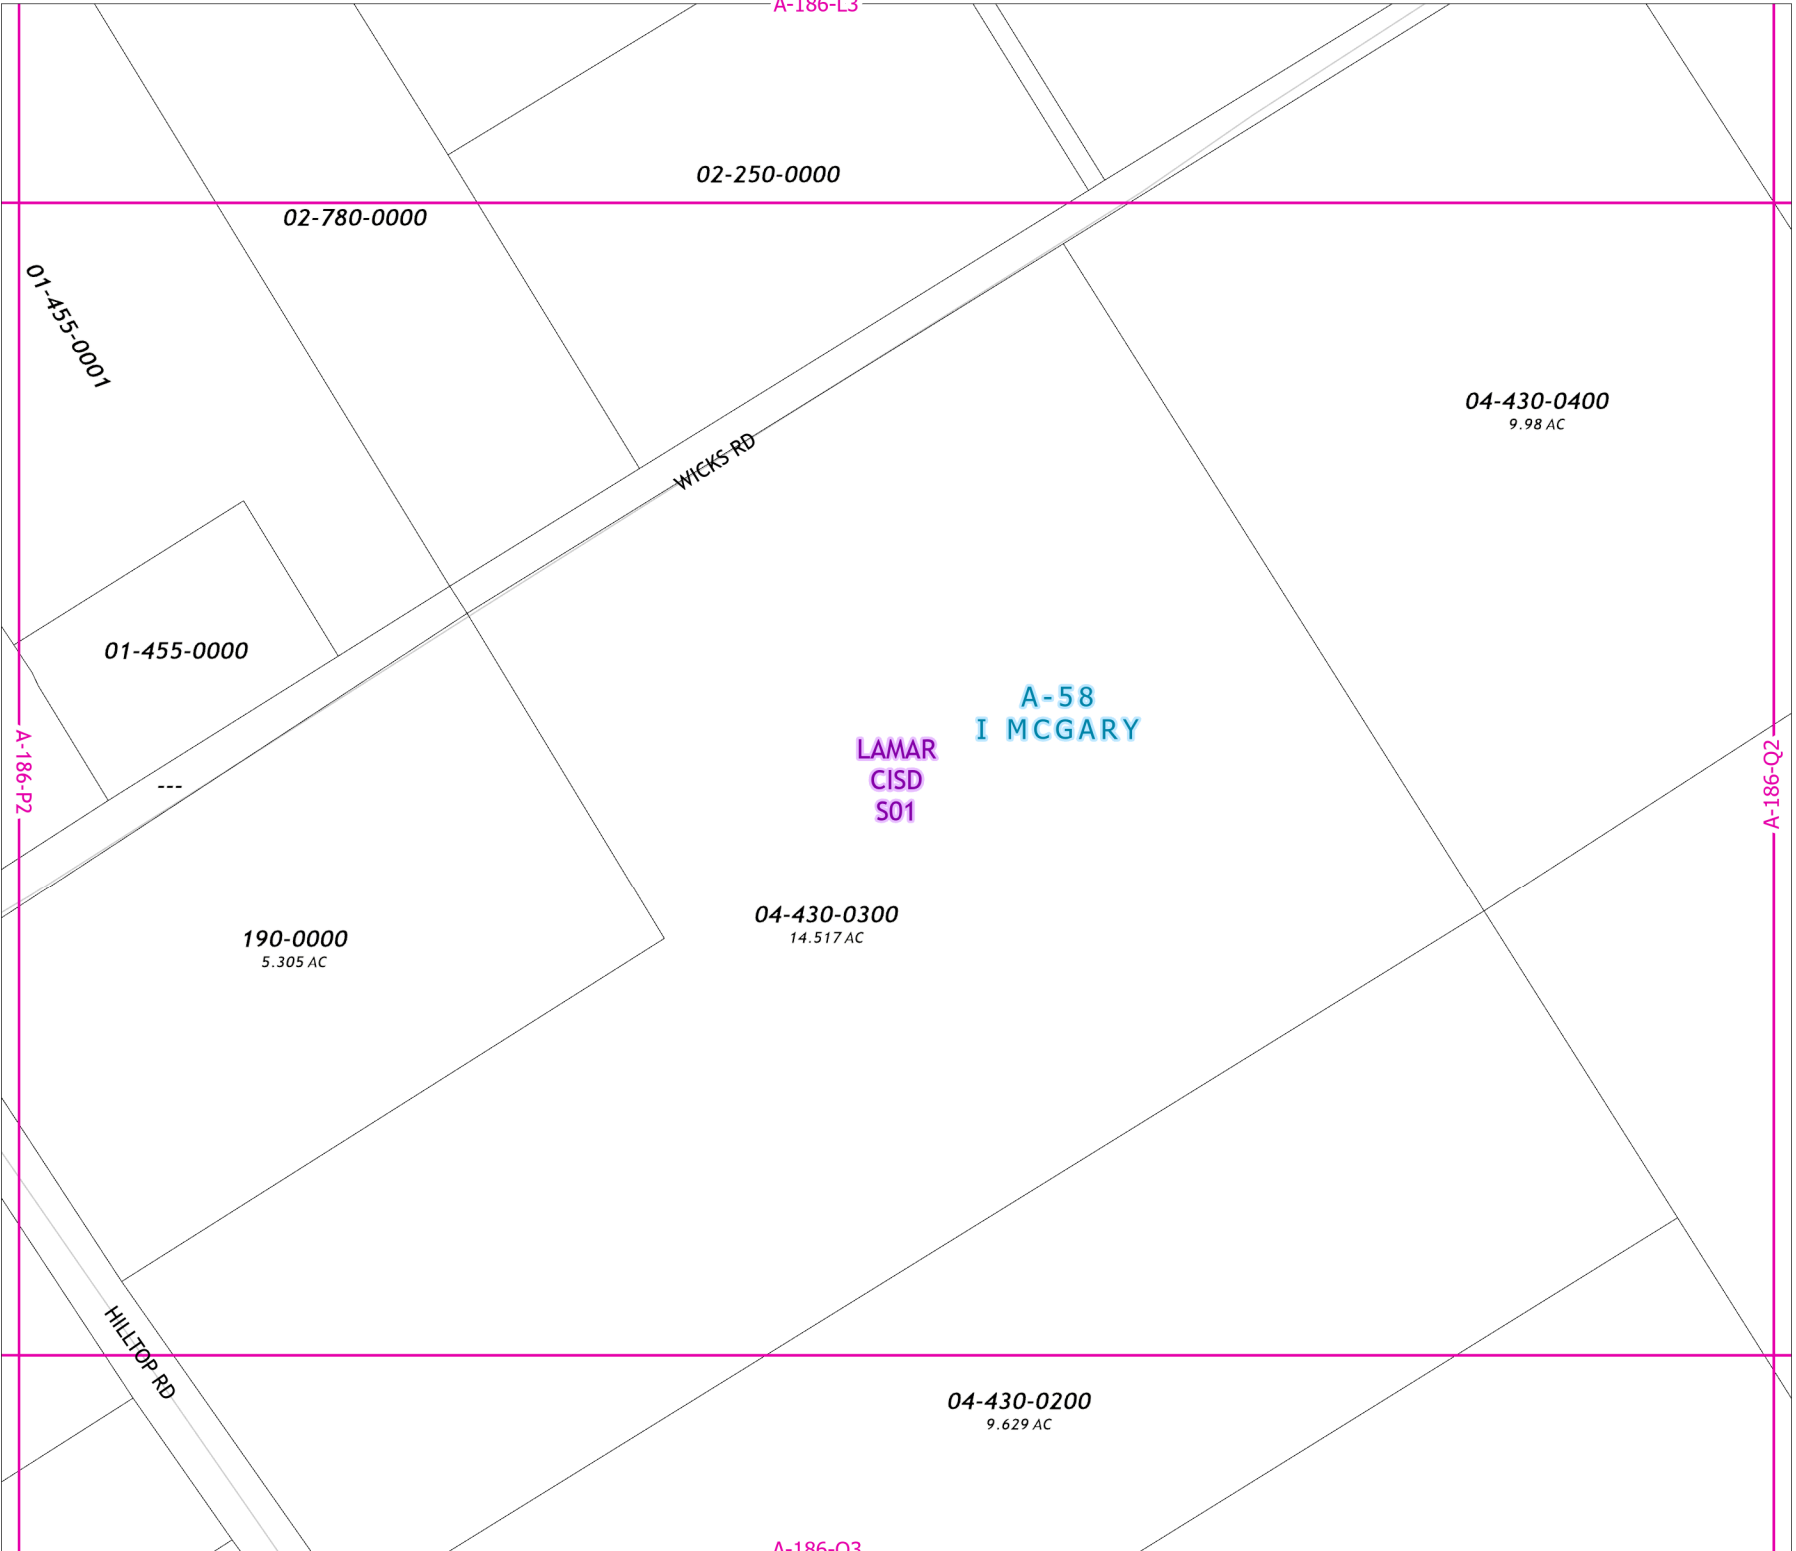 A-186-L3
02-250-0000
02-780-0000
01-455-0001
04-430-0400
9.98 AC
WICKS RD
01-455-0000
A-58
I MCGARY
LAMAR
CISD
S01
A-186-P2
A-186-Q2
---
04-430-0300
14.517 AC
190-0000
5.305 AC
HILLTOP RD
04-430-0200
9.629 AC